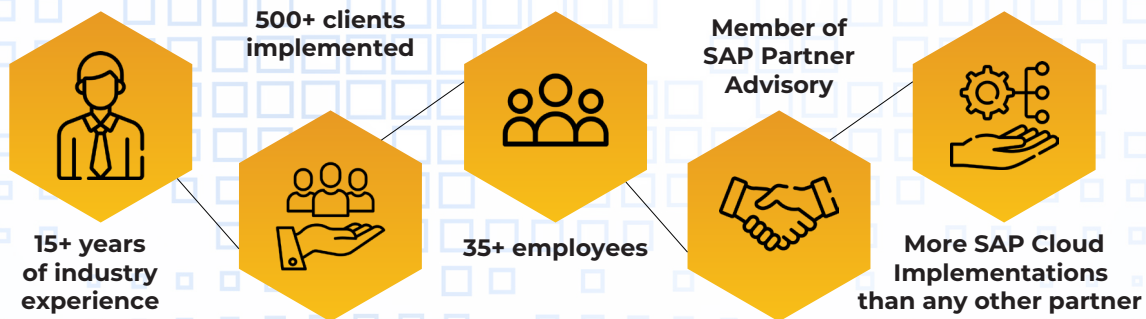 15+ years
of industry
experience
500+ clients
implemented
35+ employees
Member of
SAP Partner
Advisory
More SAP Cloud
Implementations
than any other partner